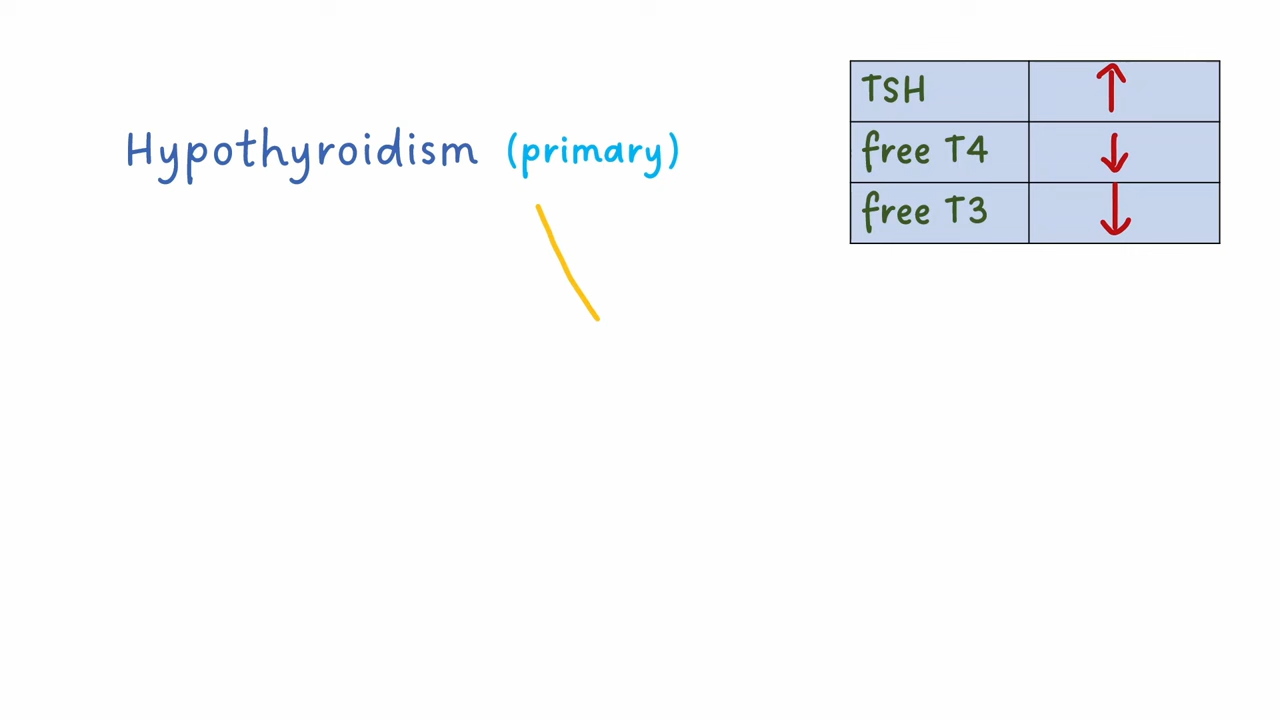 Hypothyroidism (primary)
TSH ↑
free T4 ↓
free T3 ↓